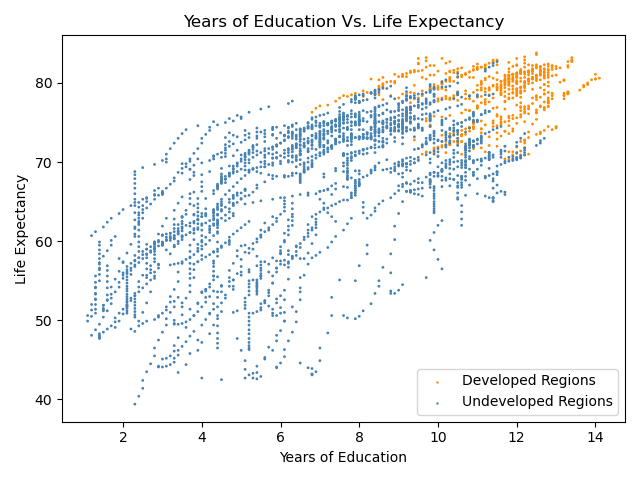 Years of Education Vs. Life Expectancy
80
70
60
50
40
Life Expectancy
2 4 6 8 10 12 14
Years of Education
Developed Regions
Undeveloped Regions